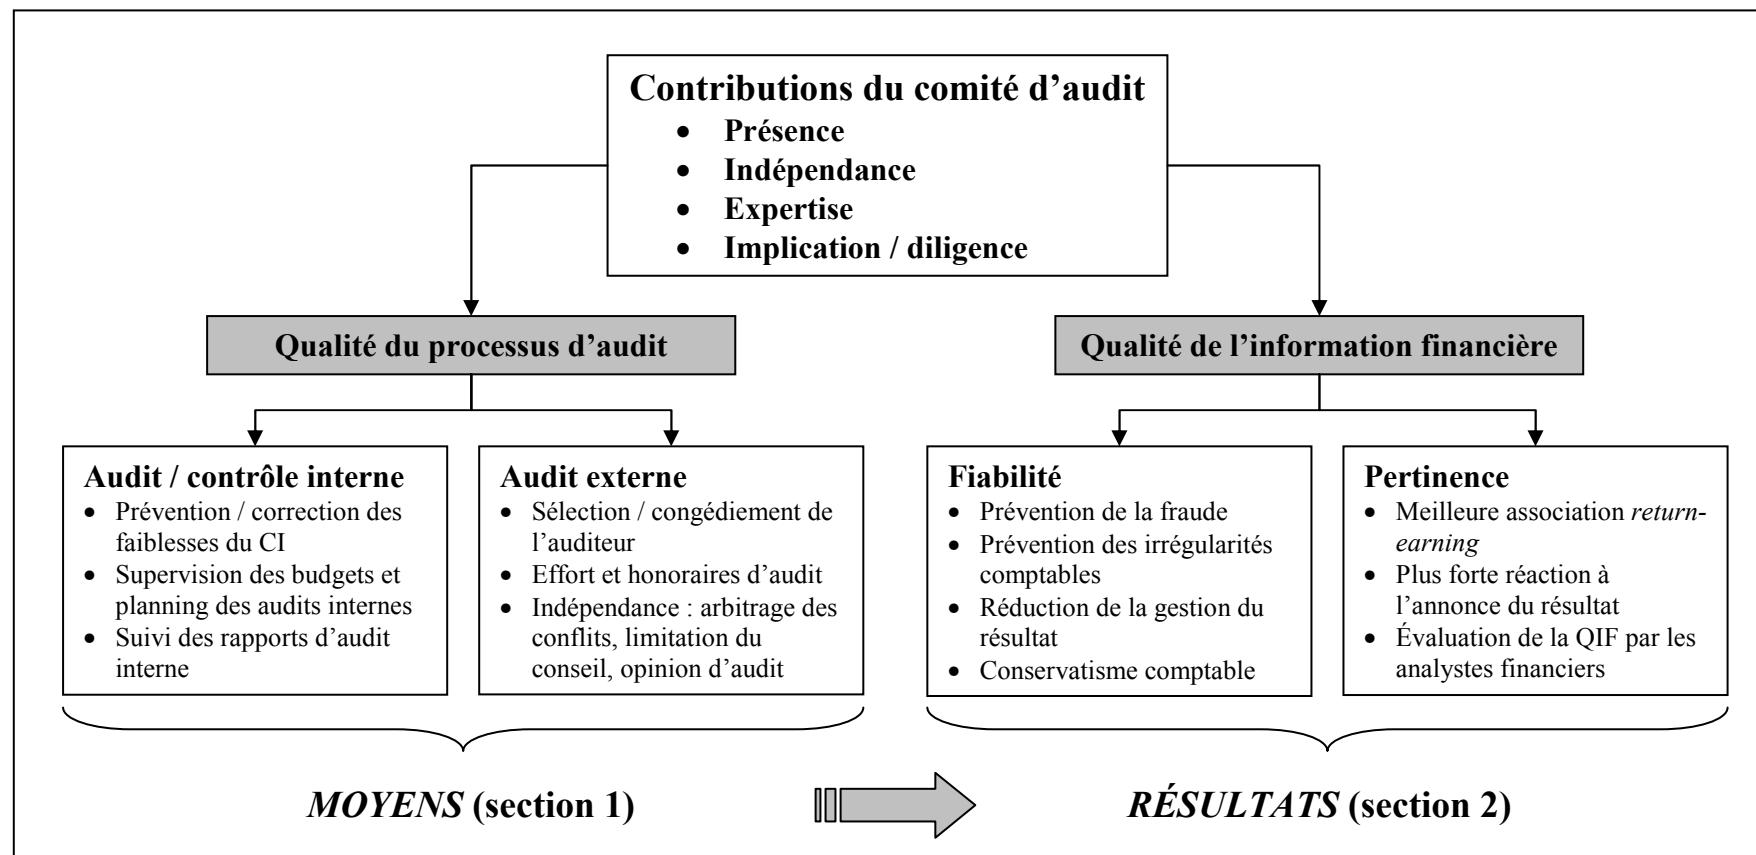 Contributions du comité d’audit
• Présence
• Indépendance
• Expertise
• Implication / diligence
Qualité du processus d’audit
Qualité de l’information financière
Audit / contrôle interne
• Prévention / correction des
faiblesses du CI
• Supervision des budgets et
planning des audits internes
• Suivi des rapports d’audit
interne
Audit externe
• Sélection / congédiement de
l’auditeur
• Effort et honoraires d’audit
• Indépendance : arbitrage des
conflits, limitation du
conseil, opinion d’audit
Fiabilité
• Prévention de la fraude
• Prévention des irrégularités
comptables
• Réduction de la gestion du
résultat
• Conservatisme comptable
Pertinence
• Meilleure association return-
earning
• Plus forte réaction à
l’annonce du résultat
• Évaluation de la QIF par les
analystes financiers
MOYENS (section 1)
RÉSULTATS (section 2)